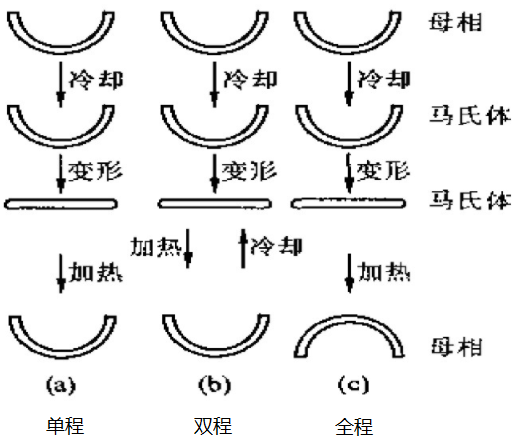 母相
冷却 冷却 冷却
马氏体
变形 变形 变形
马氏体
加热 冷却
加热 加热
母相
(a) (b) (c)
单程 双程 全程